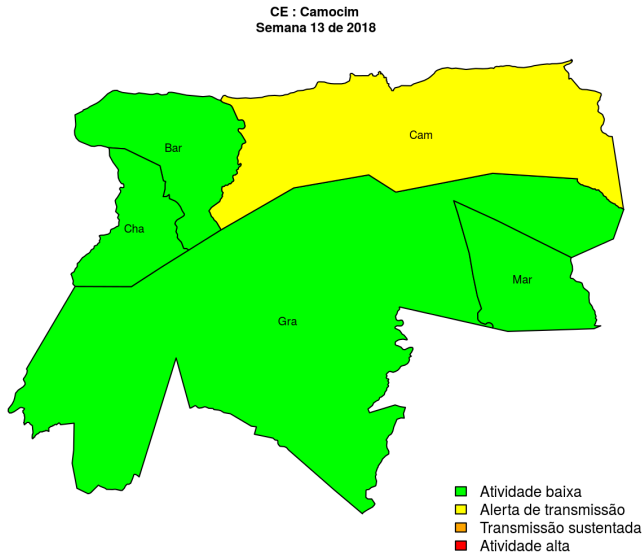 CE : Camocim
Semana 13 de 2018
Cam
Bar
Cha
Mar
Gra
Atividade baixa
Alerta de transmissão
Transmissão sustentada
Atividade alta